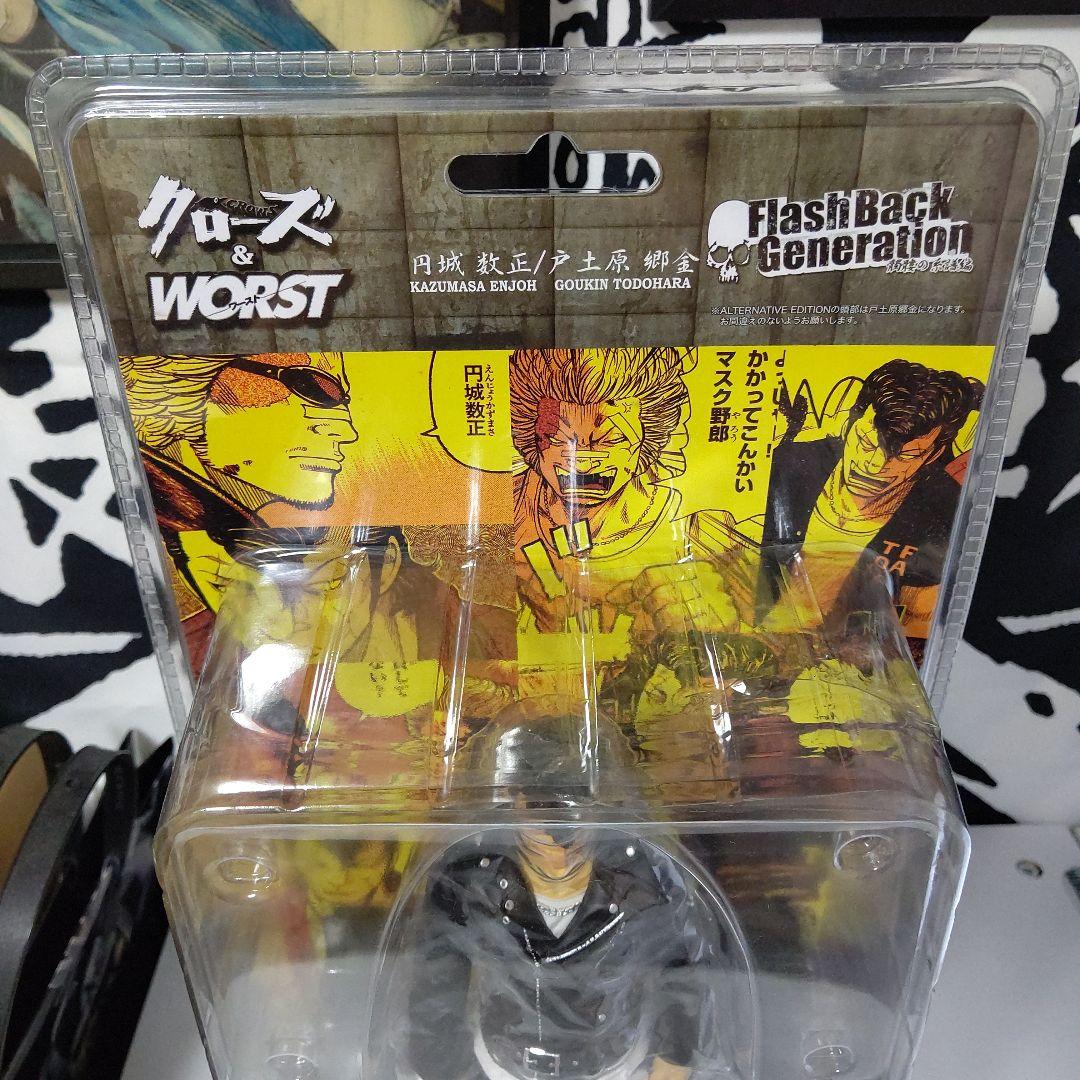 クローズ
CROWS
&
WORST
ワースト
円城 数正/戸土原 郷金
KAZUMASA ENJOH GOUKIN TODOHARA
FlashBack
Generation
※ALTERNATIVE EDITIONの頭部は戸土原郷金になります。
お間違えのないようお願いします。
えんじょうかずまさ
円城数正
かかってこんかい
マスク野郎
やろう
T F
O A